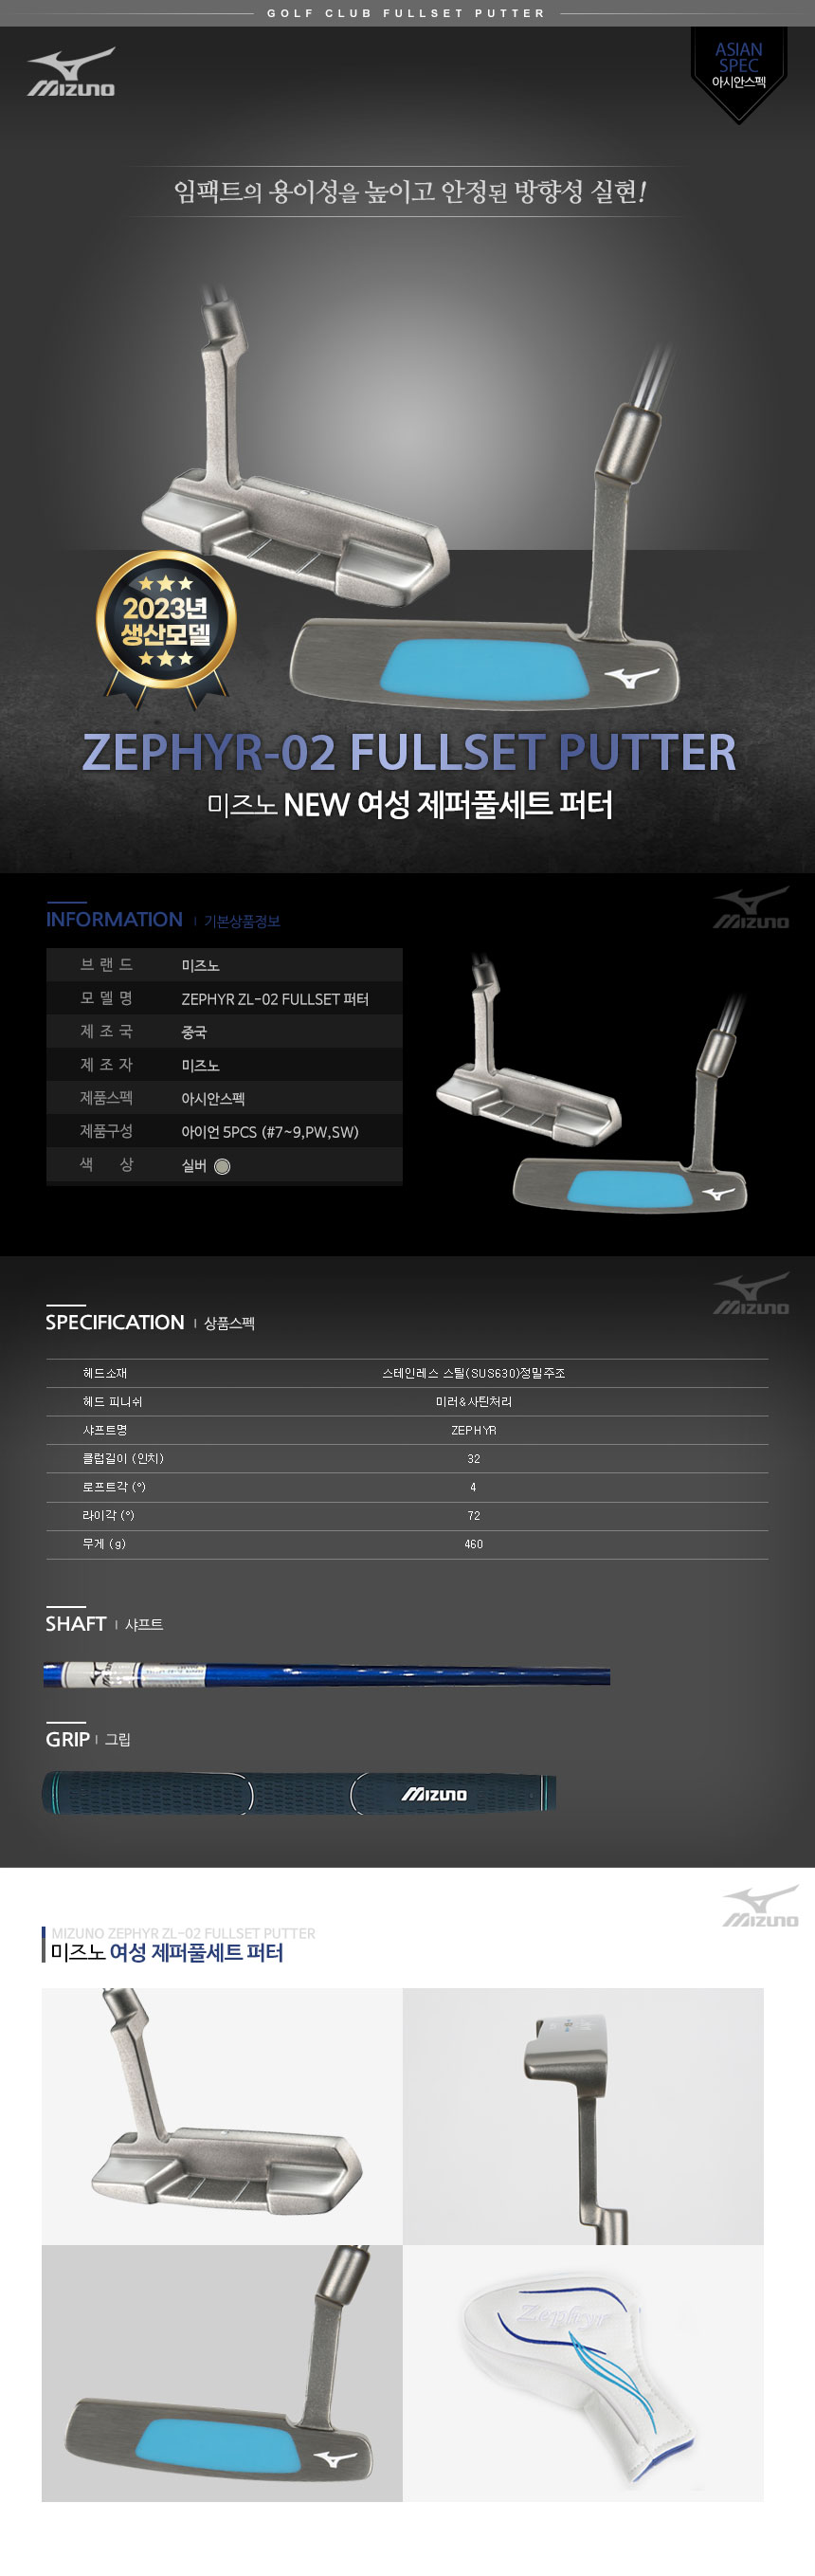 GOLF CLUB FULLSET PUTTER
MIZUNO
ASIAN
SPEC
아시안스펙
임팩트의 용이성을 높이고 안정된 방향성 실현!
2023년
생산모델
ZEPHYR-02 FULLSET PUTTER
미즈노 NEW 여성 제퍼풀세트 퍼터
INFORMATION | 기본상품정보
MIZUNO
브 랜 드 미즈노
모 델 명 ZEPHYR ZL-02 FULLSET 퍼터
제 조 국 중국
제 조 자 미즈노
제품스펙 아시안스펙
제품구성 아이언 5PCS (#7~9,PW,SW)
색 상 실버
MIZUNO
SPECIFICATION | 상품스펙
헤드소재 스테인레스 스틸(SUS630)정밀주조
헤드 피니쉬 미러&사틴처리
샤프트명 ZEPHYR
클럽길이 (인치) 32
로프트각 (º) 4
라이각 (º) 72
무게 (g) 460
SHAFT | 샤프트
GRIP | 그립
MIZUNO
MIZUNO
MIZUNO ZEPHYR ZL-02 FULLSET PUTTER
미즈노 여성 제퍼풀세트 퍼터
Zephyr